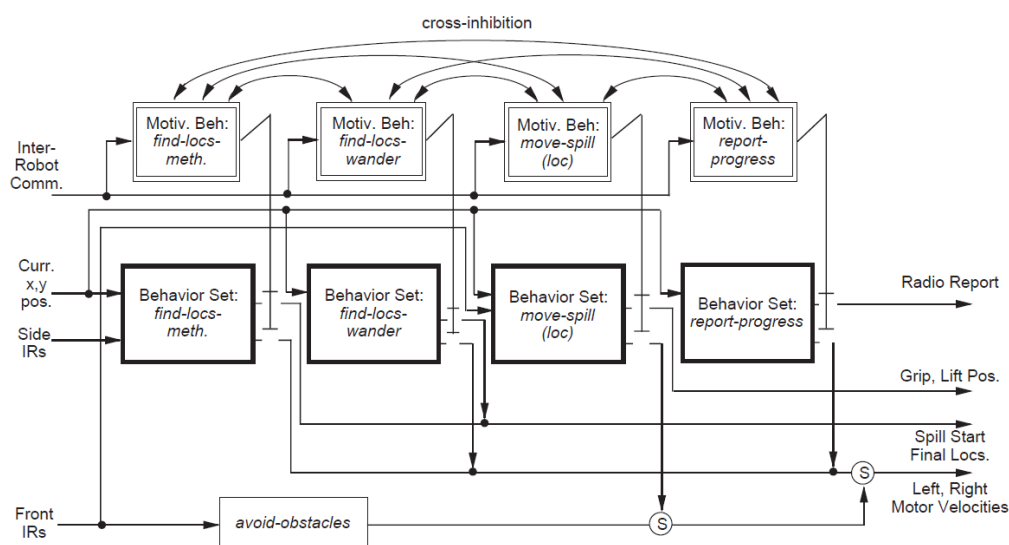 cross-inhibition
Motiv. Beh:
find-locs-
meth.
Motiv. Beh:
find-locs-
wander
Motiv. Beh:
move-spill
(loc)
Motiv. Beh:
report-
progress
Inter-
Robot
Comm.
Curr.
x,y
pos.
Side
IRs
Behavior Set:
find-locs-
meth.
Behavior Set:
find-locs-
wander
Behavior Set:
move-spill
(loc)
Behavior Set:
report-progress
Radio Report
Grip, Lift Pos.
Spill Start
Final Locs.
S
Left, Right
Motor Velocities
Front
IRs
avoid-obstacles
S